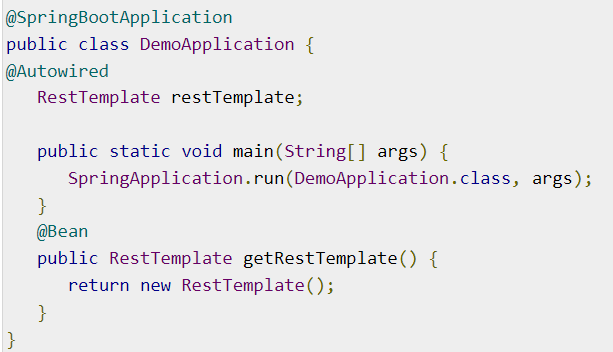 @SpringBootApplication
public class DemoApplication {
@Autowired
   RestTemplate restTemplate;

   public static void main(String[] args) {
      SpringApplication.run(DemoApplication.class, args);
   }
   @Bean
   public RestTemplate getRestTemplate() {
      return new RestTemplate();
   }
}